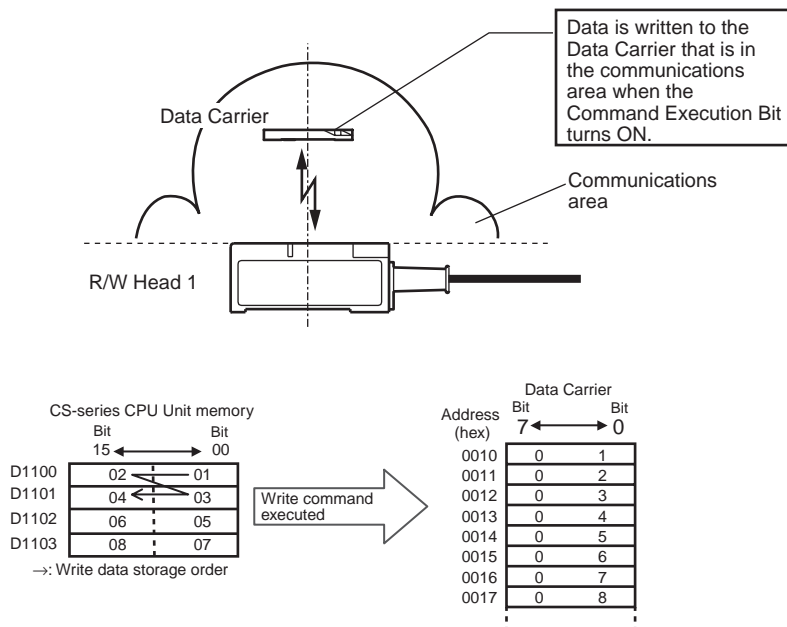 Data is written to the
Data Carrier that is in
the communications
area when the
Command Execution Bit
turns ON.
Data Carrier
Communications
area
R/W Head 1
CS-series CPU Unit memory
Bit Bit
15 00
D1100 02 01
D1101 04 03
D1102 06 05
D1103 08 07
→: Write data storage order
Write command
executed
Data Carrier
Address
(hex)
Bit Bit
7 0
0010 0 1
0011 0 2
0012 0 3
0013 0 4
0014 0 5
0015 0 6
0016 0 7
0017 0 8